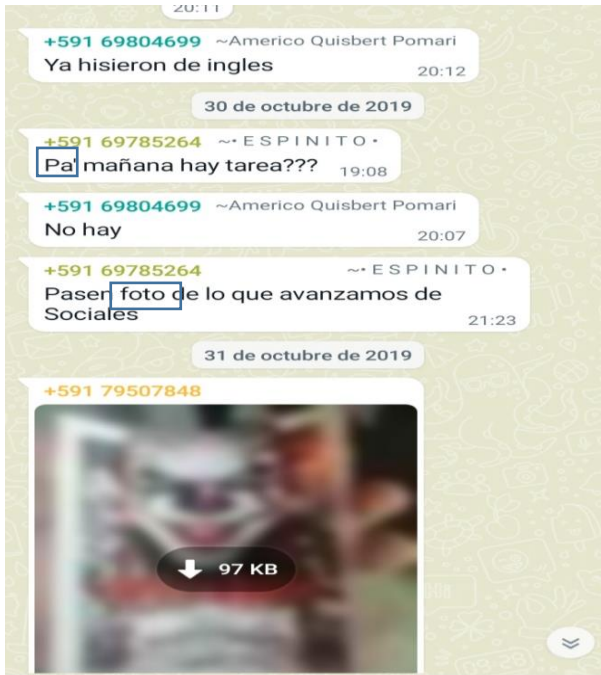 20:11
+591 69804699 ~Americo Quisbert Pomari
Ya hisieron de ingles 20:12
30 de octubre de 2019
+591 69785264 ~·ESPINITO·
Pa' mañana hay tarea??? 19:08
+591 69804699 ~Americo Quisbert Pomari
No hay 20:07
+591 69785264 ~·ESPINITO·
Pasen foto de lo que avanzamos de
Sociales 21:23
31 de octubre de 2019
+591 79507848
97 KB